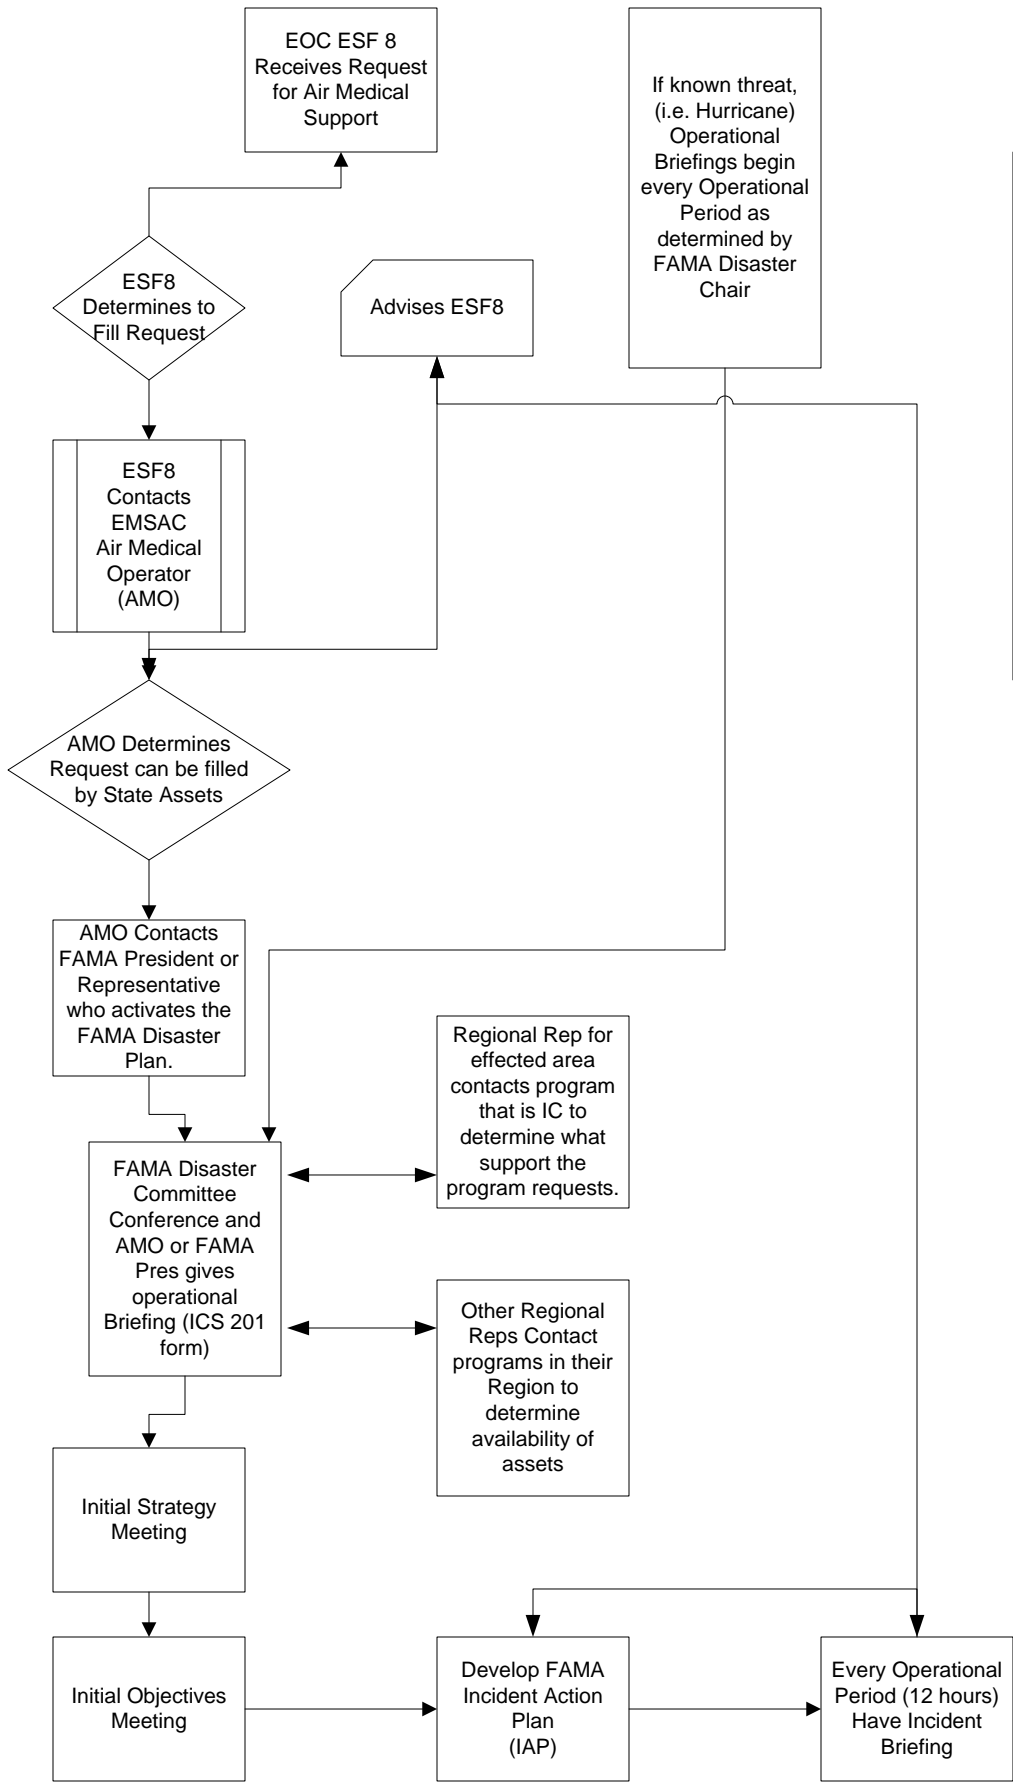 EOC ESF 8
Receives Request
for Air Medical
Support
If known threat,
(i.e. Hurricane)
Operational
Briefings begin
every Operational
Period as
determined by
FAMA Disaster
Chair
ESF8
Determines to
Fill Request
Advises ESF8
ESF8
Contacts
EMSAC
Air Medical
Operator
(AMO)
AMO Determines
Request can be filled
by State Assets
AMO Contacts
FAMA President or
Representative
who activates the
FAMA Disaster
Plan.
Regional Rep for
effected area
contacts program
that is IC to
determine what
support the
program requests.
FAMA Disaster
Committee
Conference and
AMO or FAMA
Pres gives
operational
Briefing (ICS 201
form)
Other Regional
Reps Contact
programs in their
Region to
determine
availability of
assets
Initial Strategy
Meeting
Initial Objectives
Meeting
Develop FAMA
Incident Action
Plan
(IAP)
Every Operational
Period (12 hours)
Have Incident
Briefing